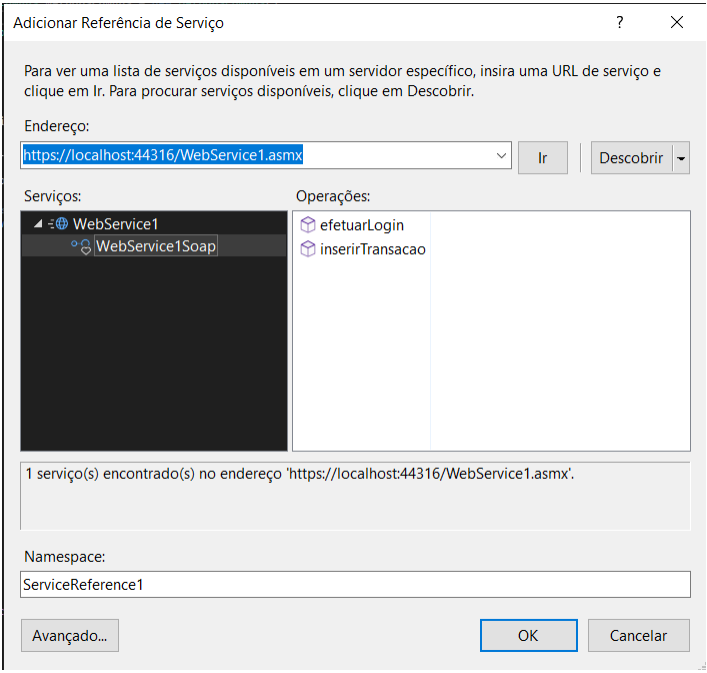 Adicionar Referência de Serviço
?
Para ver uma lista de serviços disponíveis em um servidor específico, insira uma URL de serviço e
clique em Ir. Para procurar serviços disponíveis, clique em Descobrir.
Endereço:
https://localhost:44316/WebService1.asmx
Ir
Descobrir
Serviços:
Operações:
WebService1
WebService1Soap
efetuarLogin
inserirTransacao
1 serviço(s) encontrado(s) no endereço 'https://localhost:44316/WebService1.asmx'.
Namespace:
ServiceReference1
Avançado...
OK
Cancelar